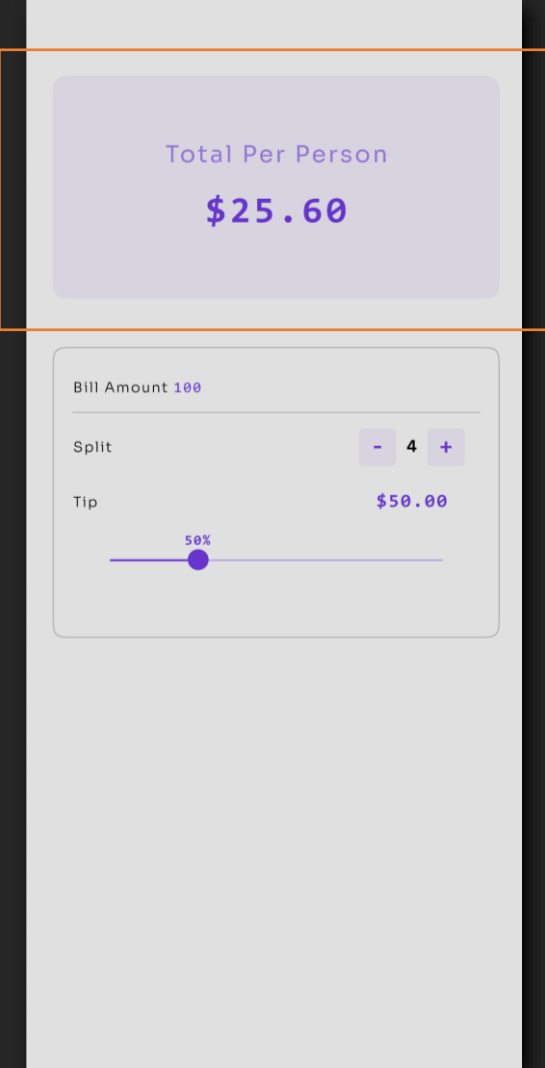 Total Per Person
$25.60
Bill Amount 100
Split - 4 +
Tip $50.00
50%